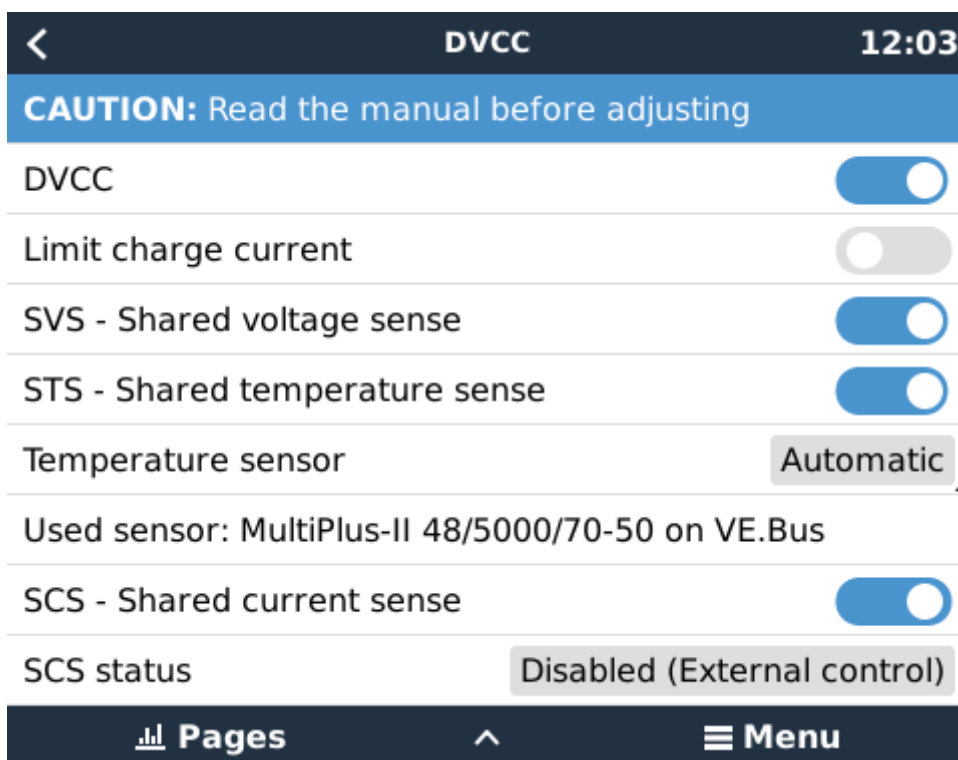 DVCC 12:03
CAUTION: Read the manual before adjusting
DVCC
Limit charge current
SVS - Shared voltage sense
STS - Shared temperature sense
Temperature sensor Automatic
Used sensor: MultiPlus-II 48/5000/70-50 on VE.Bus
SCS - Shared current sense
SCS status Disabled (External control)
Pages Menu